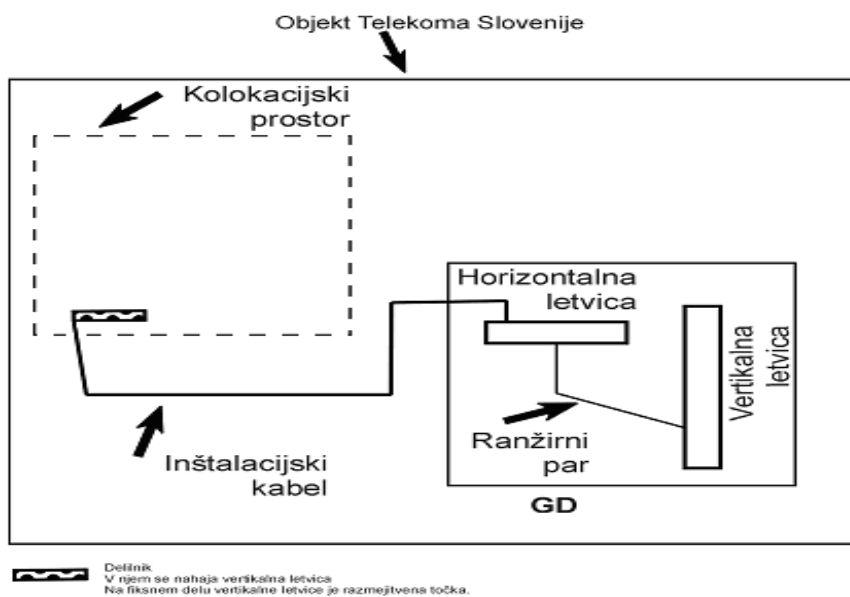 Objekt Telekoma Slovenije
Kolokacijski
prostor
Horizontalna
letvica
Vertikalna
letvica
Ranžirni
par
Inštalacijski
kabel
GD
Delilnik
V njem se nahaja vertikalna letvica
Na fiksnem delu vertikalne letvice je razmejitvena točka.